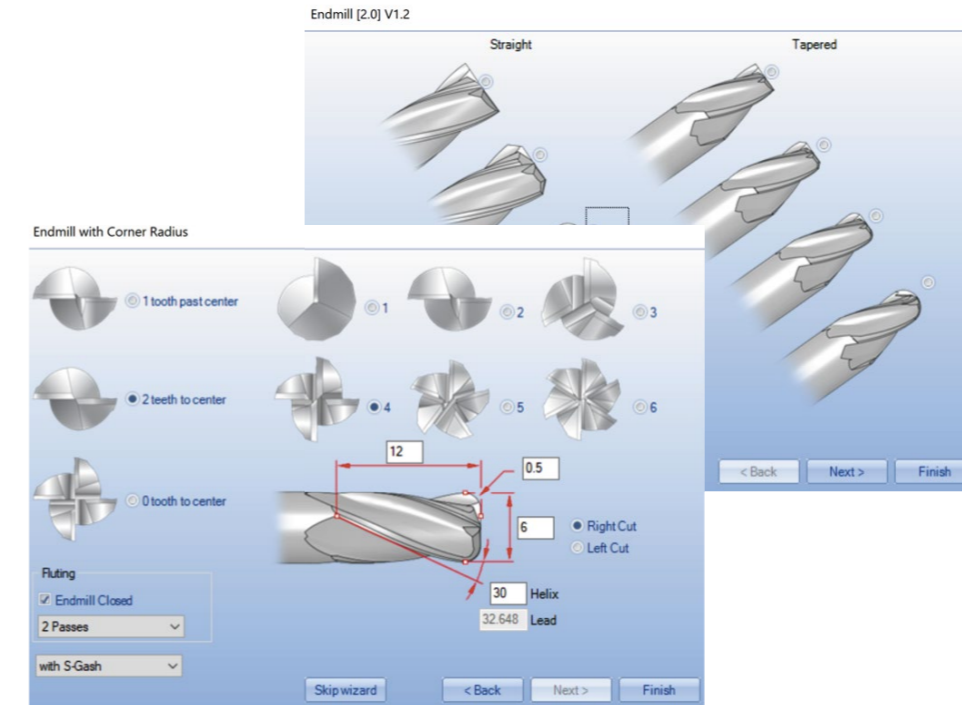 Endmill [2.0] V1.2
Straight
Tapered
< Back
Next >
Finish
Endmill with Corner Radius
1 tooth past center
1
2
3
2 teeth to center
4
5
6
12
0.5
0 tooth to center
6
Right Cut
Left Cut
Fluting
Endmill Closed
2 Passes
30 Helix
32.648 Lead
with S-Gash
Skip wizard
< Back
Next >
Finish